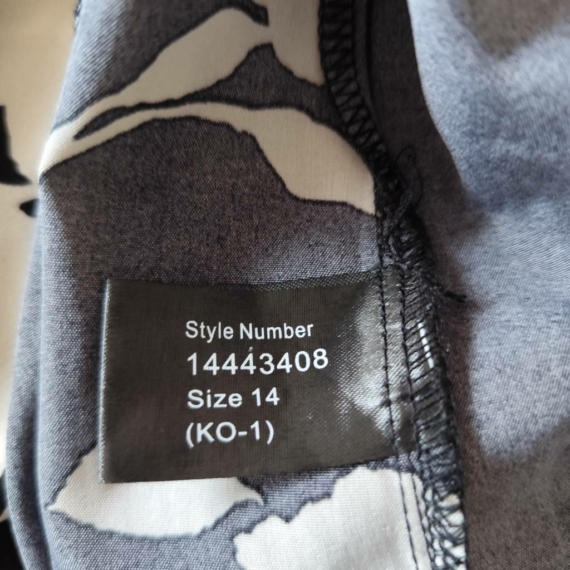 Style Number
14443408
Size 14
(KO-1)